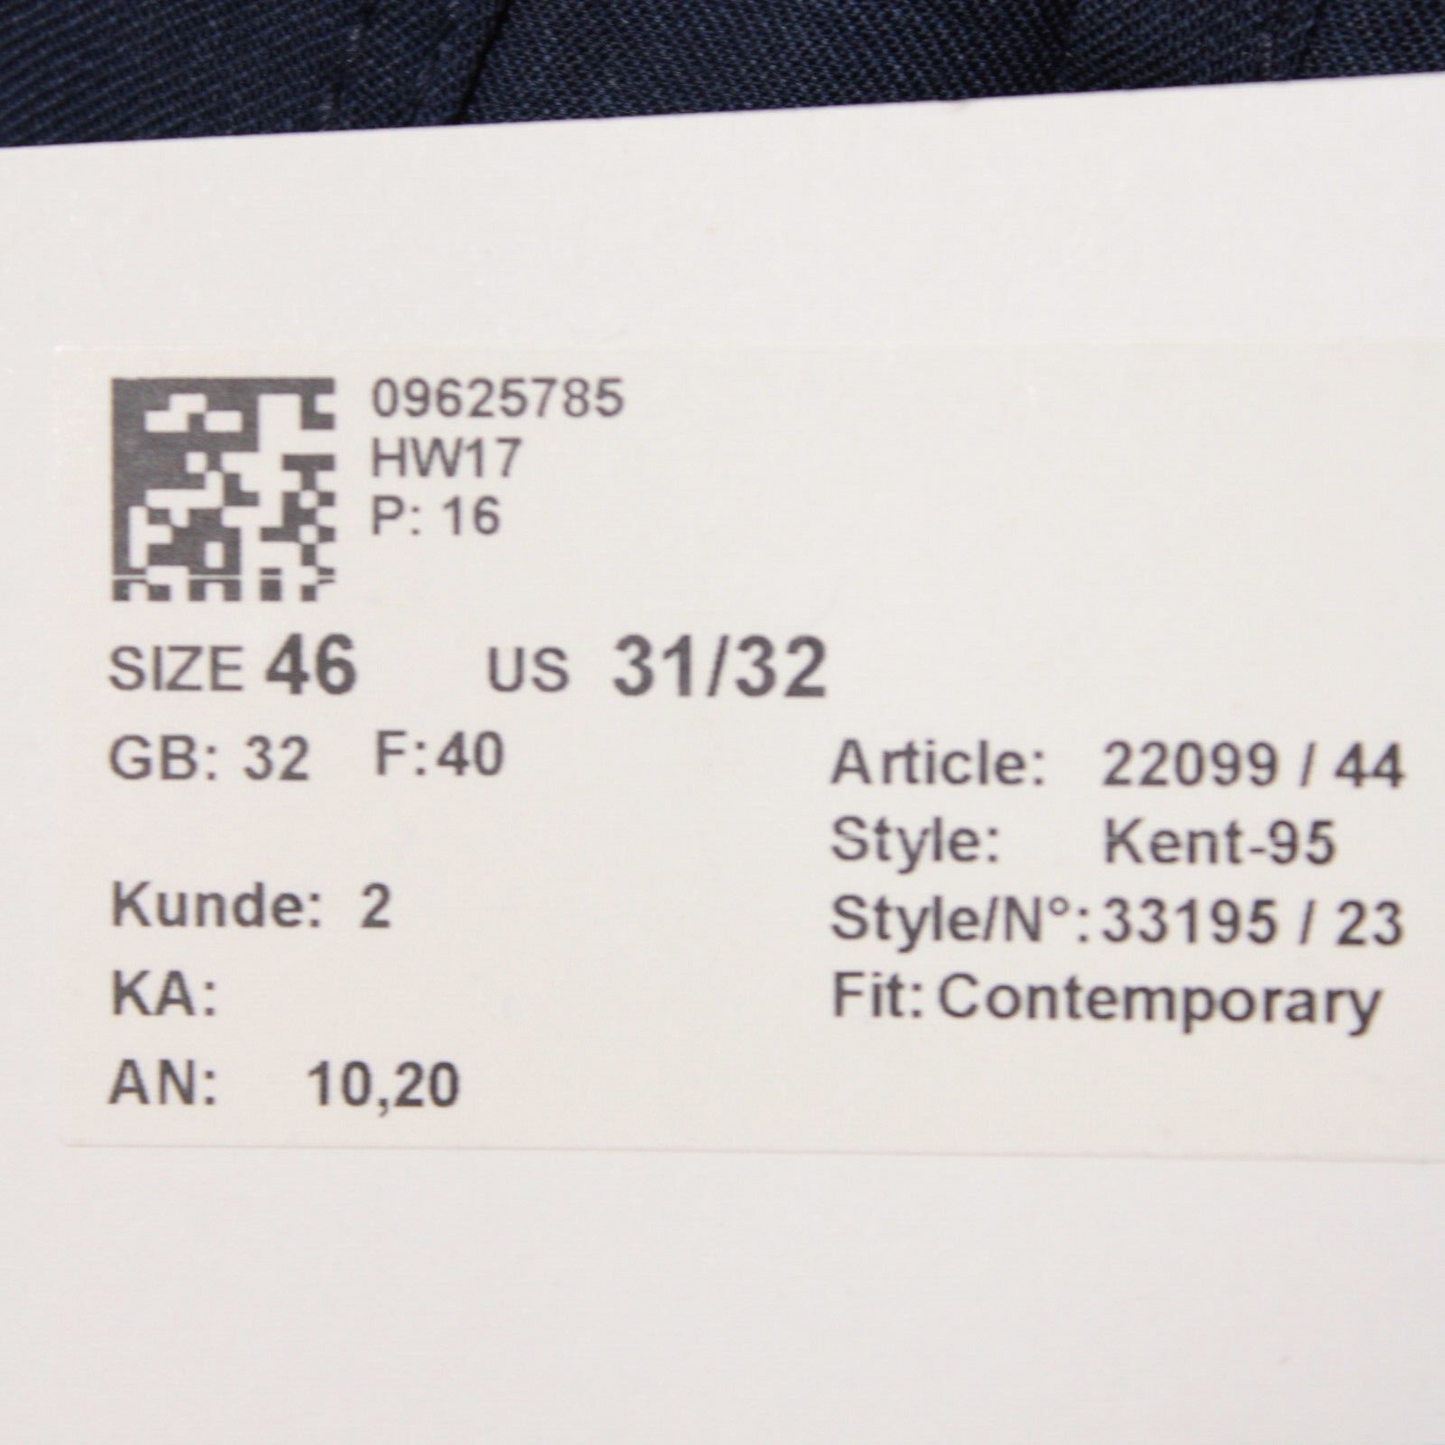 09625785
HW17
P: 16
SIZE 46 US 31/32
GB: 32 F:40
Article: 22099 / 44
Style: Kent-95
Kunde: 2
Style/N°:33195 / 23
KA:
Fit: Contemporary
AN: 10,20